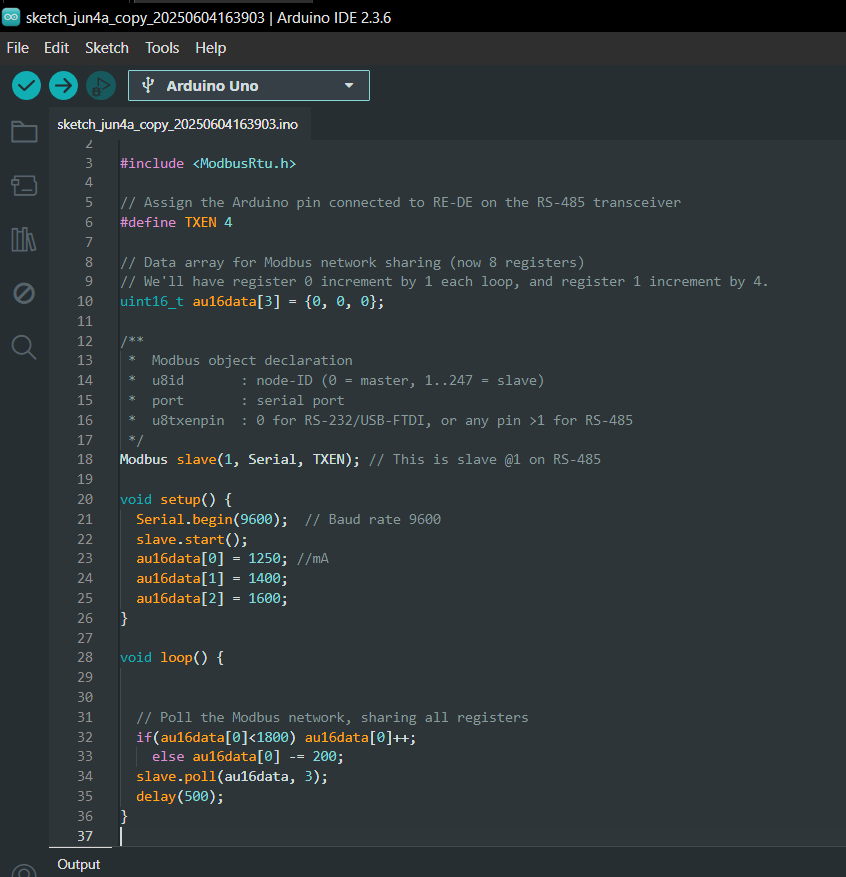 sketch_jun4a_copy_20250604163903 | Arduino IDE 2.3.6
File Edit Sketch Tools Help
Arduino Uno
sketch_jun4a_copy_20250604163903.ino
2
3 #include <ModbusRtu.h>
4
5 // Assign the Arduino pin connected to RE-DE on the RS-485 transceiver
6 #define TXEN 4
7
8 // Data array for Modbus network sharing (now 8 registers)
9 // We'll have register 0 increment by 1 each loop, and register 1 increment by 4.
10 uint16_t au16data[3] = {0, 0, 0};
11
12 /**
13  *  Modbus object declaration
14  *  u8id       : node-ID (0 = master, 1..247 = slave)
15  *  port       : serial port
16  *  u8txenpin  : 0 for RS-232/USB-FTDI, or any pin >1 for RS-485
17  */
18 Modbus slave(1, Serial, TXEN); // This is slave @1 on RS-485
19
20 void setup() {
21   Serial.begin(9600);  // Baud rate 9600
22   slave.start();
23   au16data[0] = 1250; //mA
24   au16data[1] = 1400;
25   au16data[2] = 1600;
26 }
27
28 void loop() {
29
30
31   // Poll the Modbus network, sharing all registers
32   if(au16data[0]<1800) au16data[0]++;
33     else au16data[0] -= 200;
34   slave.poll(au16data, 3);
35   delay(500);
36 }
37
Output